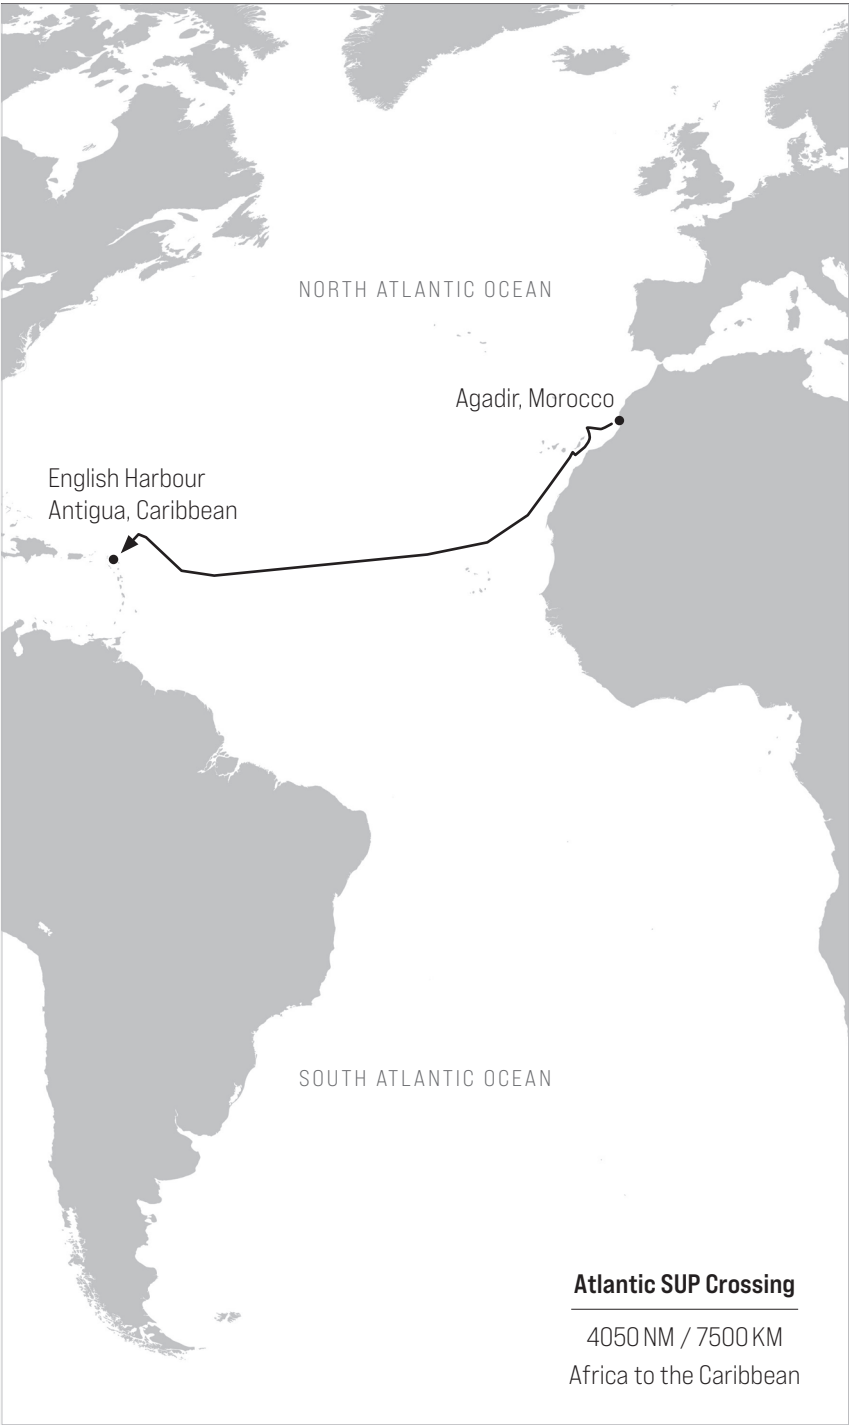 NORTH ATLANTIC OCEAN
Agadir, Morocco
English Harbour
Antigua, Caribbean
SOUTH ATLANTIC OCEAN
Atlantic SUP Crossing
4050 NM / 7500 KM
Africa to the Caribbean